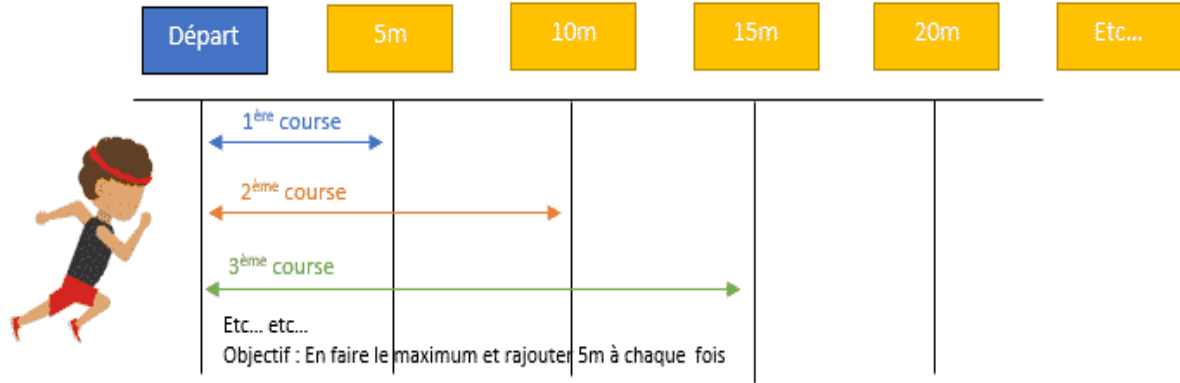 Départ 5m 10m 15m 20m Etc...
1ère course
2ème course
3ème course
Etc... etc...
Objectif : En faire le maximum et rajouter 5m à chaque fois